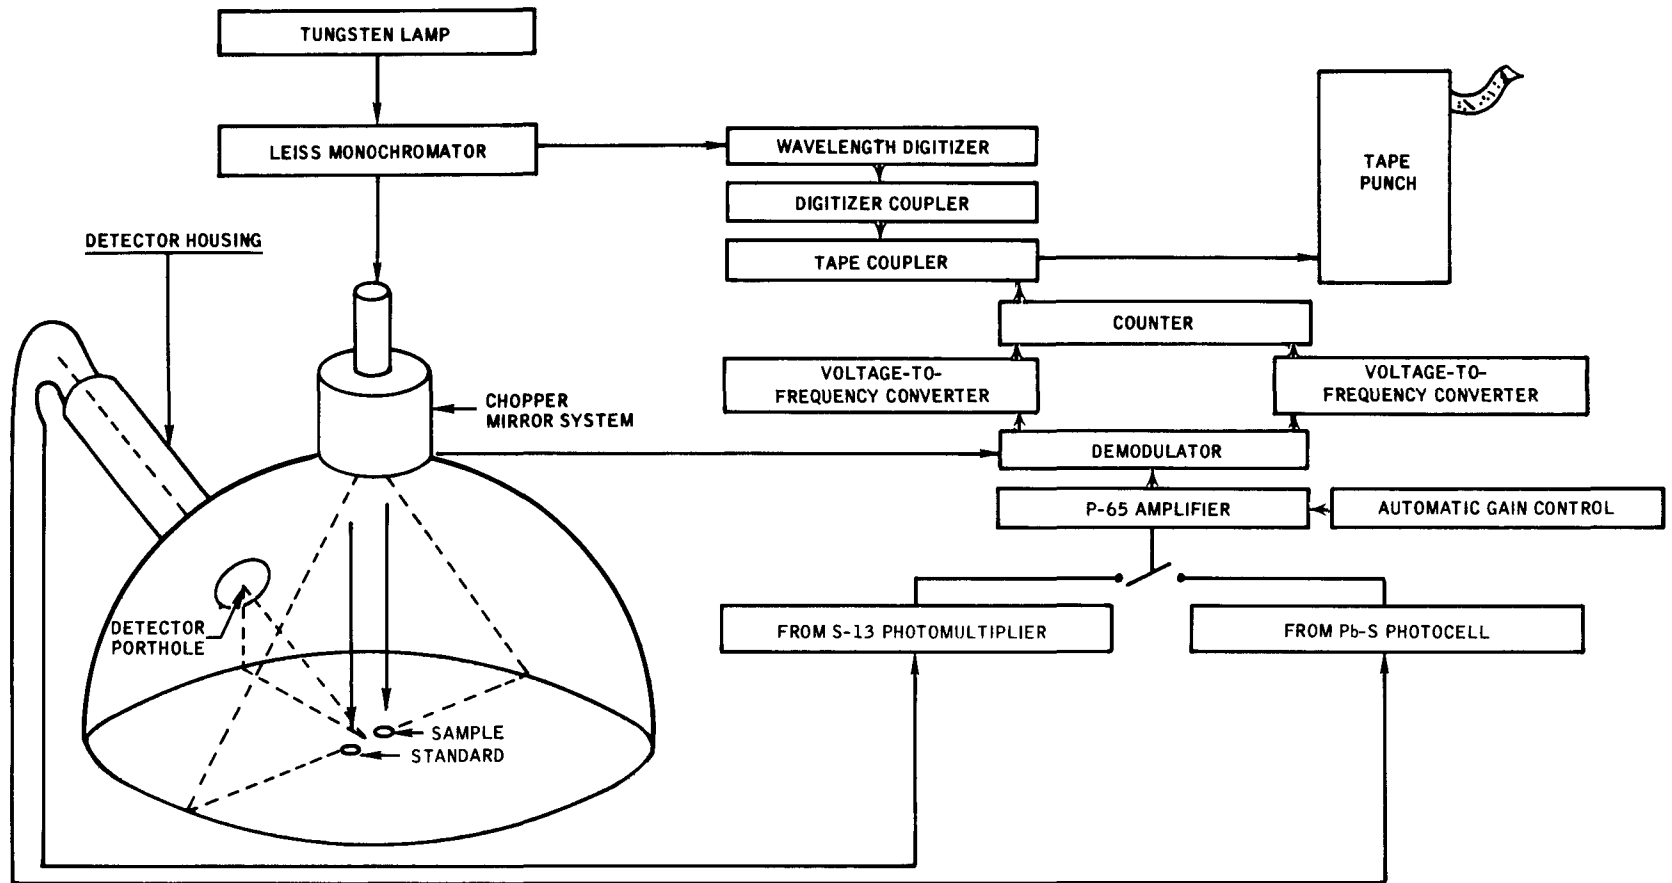 TUNGSTEN LAMP
LEISS MONOCHROMATOR
WAVELENGTH DIGITIZER
DIGITIZER COUPLER
TAPE COUPLER
TAPE
PUNCH
DETECTOR HOUSING
COUNTER
VOLTAGE-TO-
FREQUENCY CONVERTER
VOLTAGE-TO-
FREQUENCY CONVERTER
CHOPPER
MIRROR SYSTEM
DEMODULATOR
P-65 AMPLIFIER
AUTOMATIC GAIN CONTROL
DETECTOR
PORTHOLE
FROM S-13 PHOTOMULTIPLIER
FROM Pb-S PHOTOCELL
SAMPLE
STANDARD